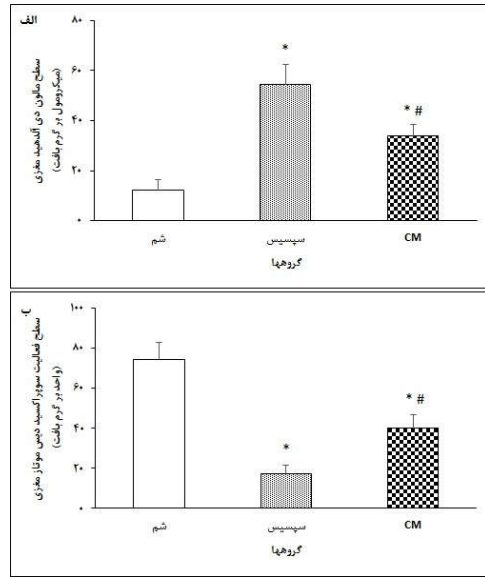 الف
سطح مالون دی آلدهید مغزی
(میکرومول بر گرم بافت)
۸۰
۶۰
۴۰
۲۰
۰
*
* #
شم
سپسیس
CM
گروهها
ب
سطح فعالیت سوپراکسید دیس موتاز مغزی
(واحد بر گرم بافت)
۱۰۰
۸۰
۶۰
۴۰
۲۰
۰
*
* #
شم
سپسیس
CM
گروهها